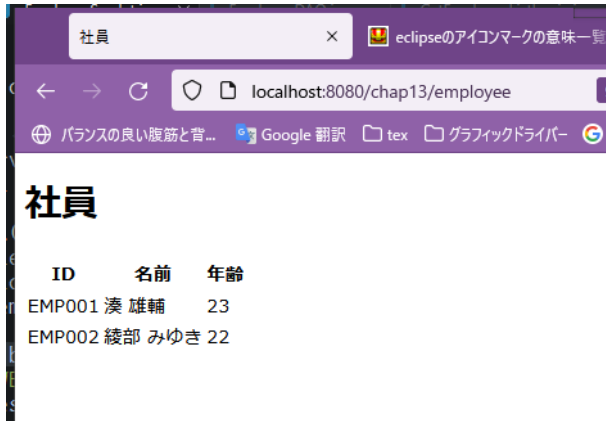 社員
eclipseのアイコンマークの意味一覧
localhost:8080/chap13/employee
バランスの良い腹筋と背... Google 翻訳 tex グラフィックドライバー
社員
ID 名前 年齢
EMP001 湊 雄輔 23
EMP002 綾部 みゆき 22